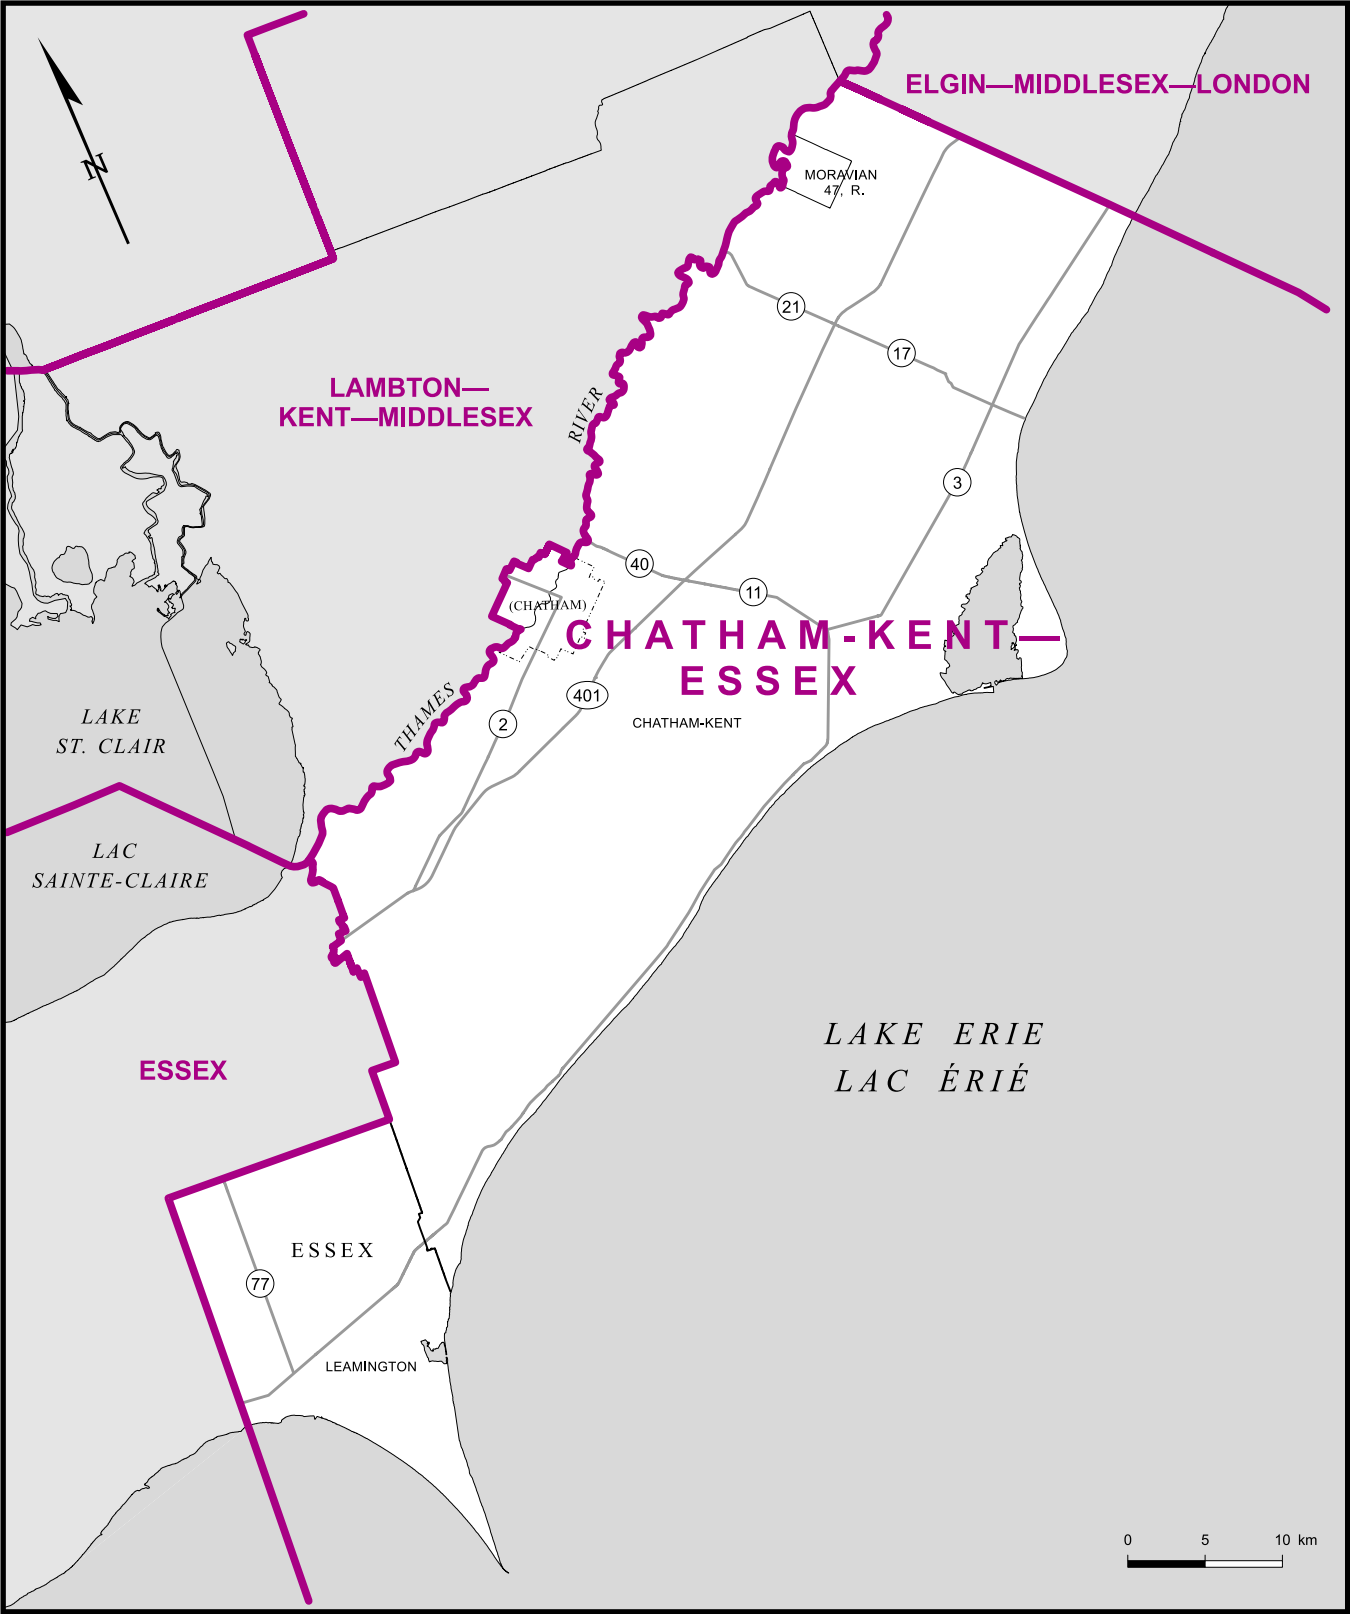 ELGIN—MIDDLESEX—LONDON
N
MORAVIAN
47, R.
21
17
LAMBTON—
KENT—MIDDLESEX
RIVER
3
40
11
(CHATHAM)
CHATHAM-KENT—
ESSEX
401
2
CHATHAM-KENT
THAMES
LAKE
ST. CLAIR
LAC
SAINTE-CLAIRE
LAKE ERIE
LAC ÉRIÉ
ESSEX
ESSEX
77
LEAMINGTON
0 5 10 km